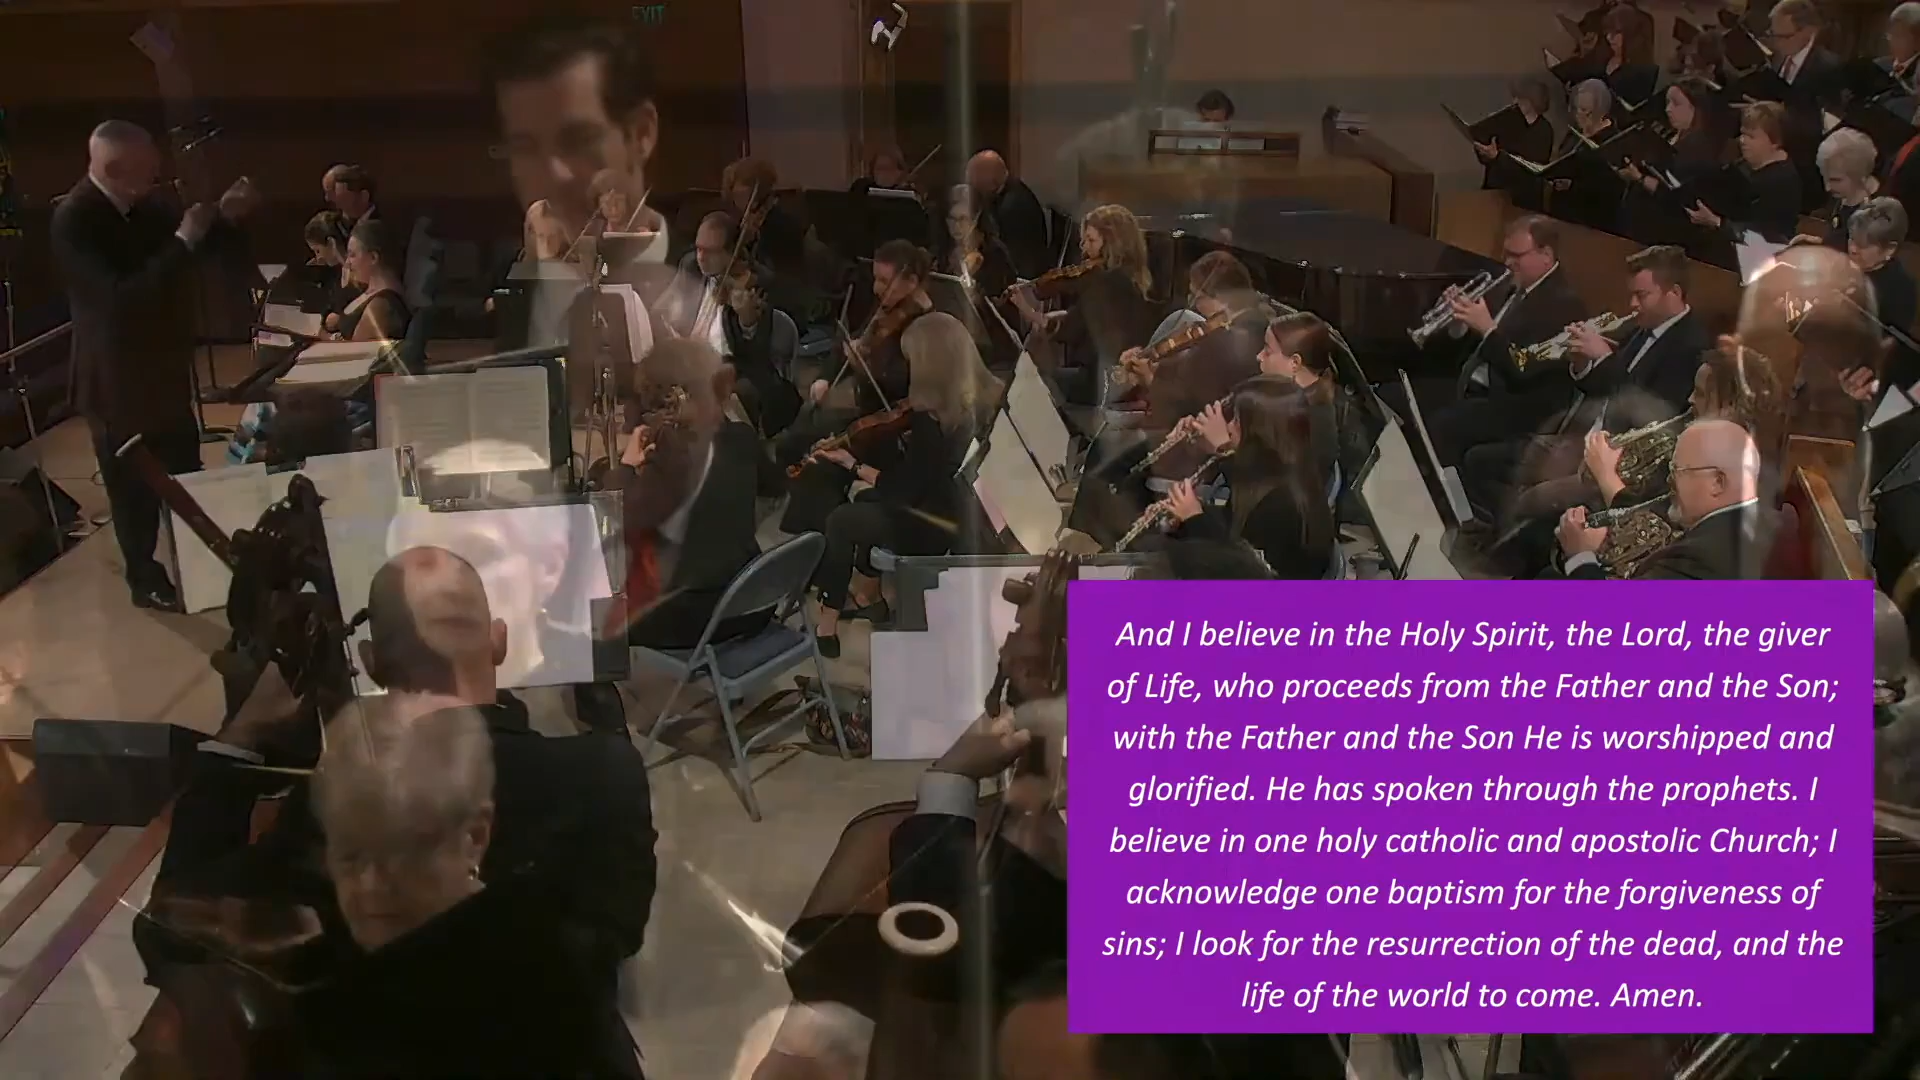 EXIT
And I believe in the Holy Spirit, the Lord, the giver
of Life, who proceeds from the Father and the Son;
with the Father and the Son He is worshipped and
glorified. He has spoken through the prophets. I
believe in one holy catholic and apostolic Church; I
acknowledge one baptism for the forgiveness of
sins; I look for the resurrection of the dead, and the
life of the world to come. Amen.